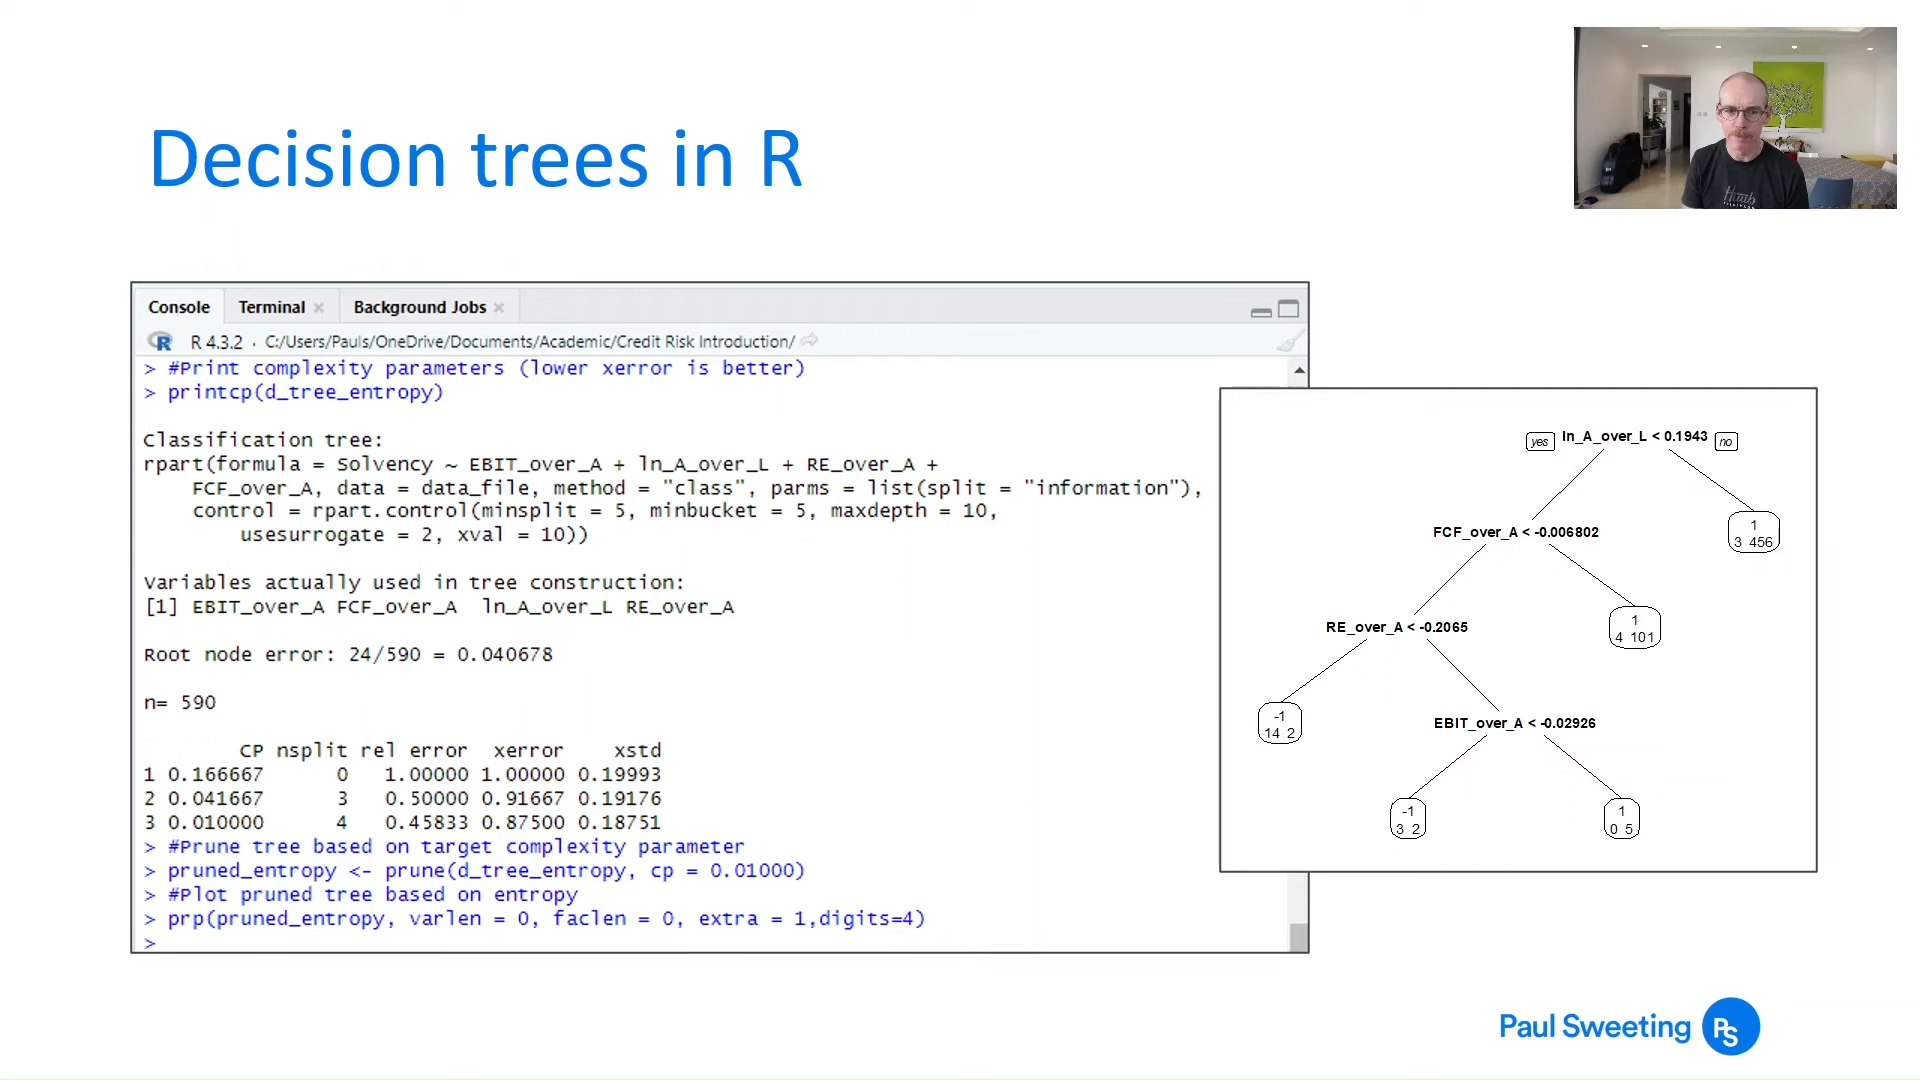 Decision trees in R
Console Terminal Background Jobs
R 4.3.2 · C:/Users/Pauls/OneDrive/Documents/Academic/Credit Risk Introduction/
> #Print complexity parameters (lower xerror is better)
> printcp(d_tree_entropy)
Classification tree:
rpart(formula = Solvency ~ EBIT_over_A + ln_A_over_L + RE_over_A +
FCF_over_A, data = data_file, method = "class", parms = list(split = "information"),
control = rpart.control(minsplit = 5, minbucket = 5, maxdepth = 10,
usesurrogate = 2, xval = 10))
Variables actually used in tree construction:
[1] EBIT_over_A FCF_over_A ln_A_over_L RE_over_A
Root node error: 24/590 = 0.040678
n= 590
CP nsplit rel error xerror xstd
1 0.166667 0 1.00000 1.00000 0.19993
2 0.041667 3 0.50000 0.91667 0.19176
3 0.010000 4 0.45833 0.87500 0.18751
> #Prune tree based on target complexity parameter
> pruned_entropy <- prune(d_tree_entropy, cp = 0.01000)
> #Plot pruned tree based on entropy
> prp(pruned_entropy, varlen = 0, faclen = 0, extra = 1,digits=4)
>
yes ln_A_over_L < 0.1943 no
FCF_over_A < -0.006802
1
3 456
RE_over_A < -0.2065
1
4 101
-1
14 2
EBIT_over_A < -0.02926
-1
3 2
1
0 5
Paul Sweeting PS